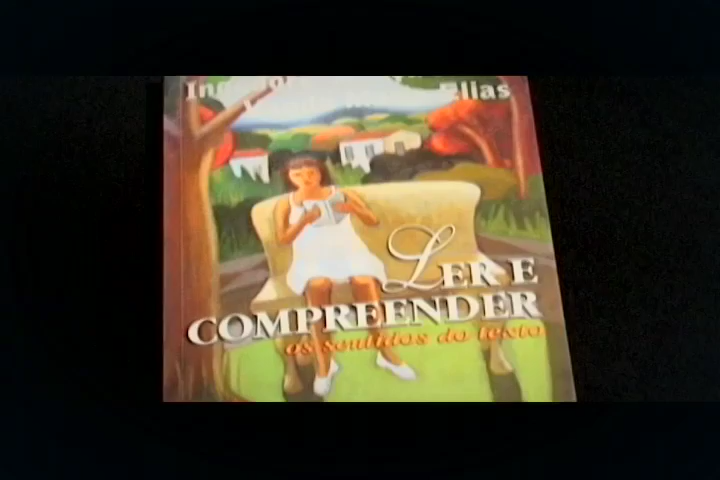 Elias
LER E
COMPREENDER
os sentidos do texto